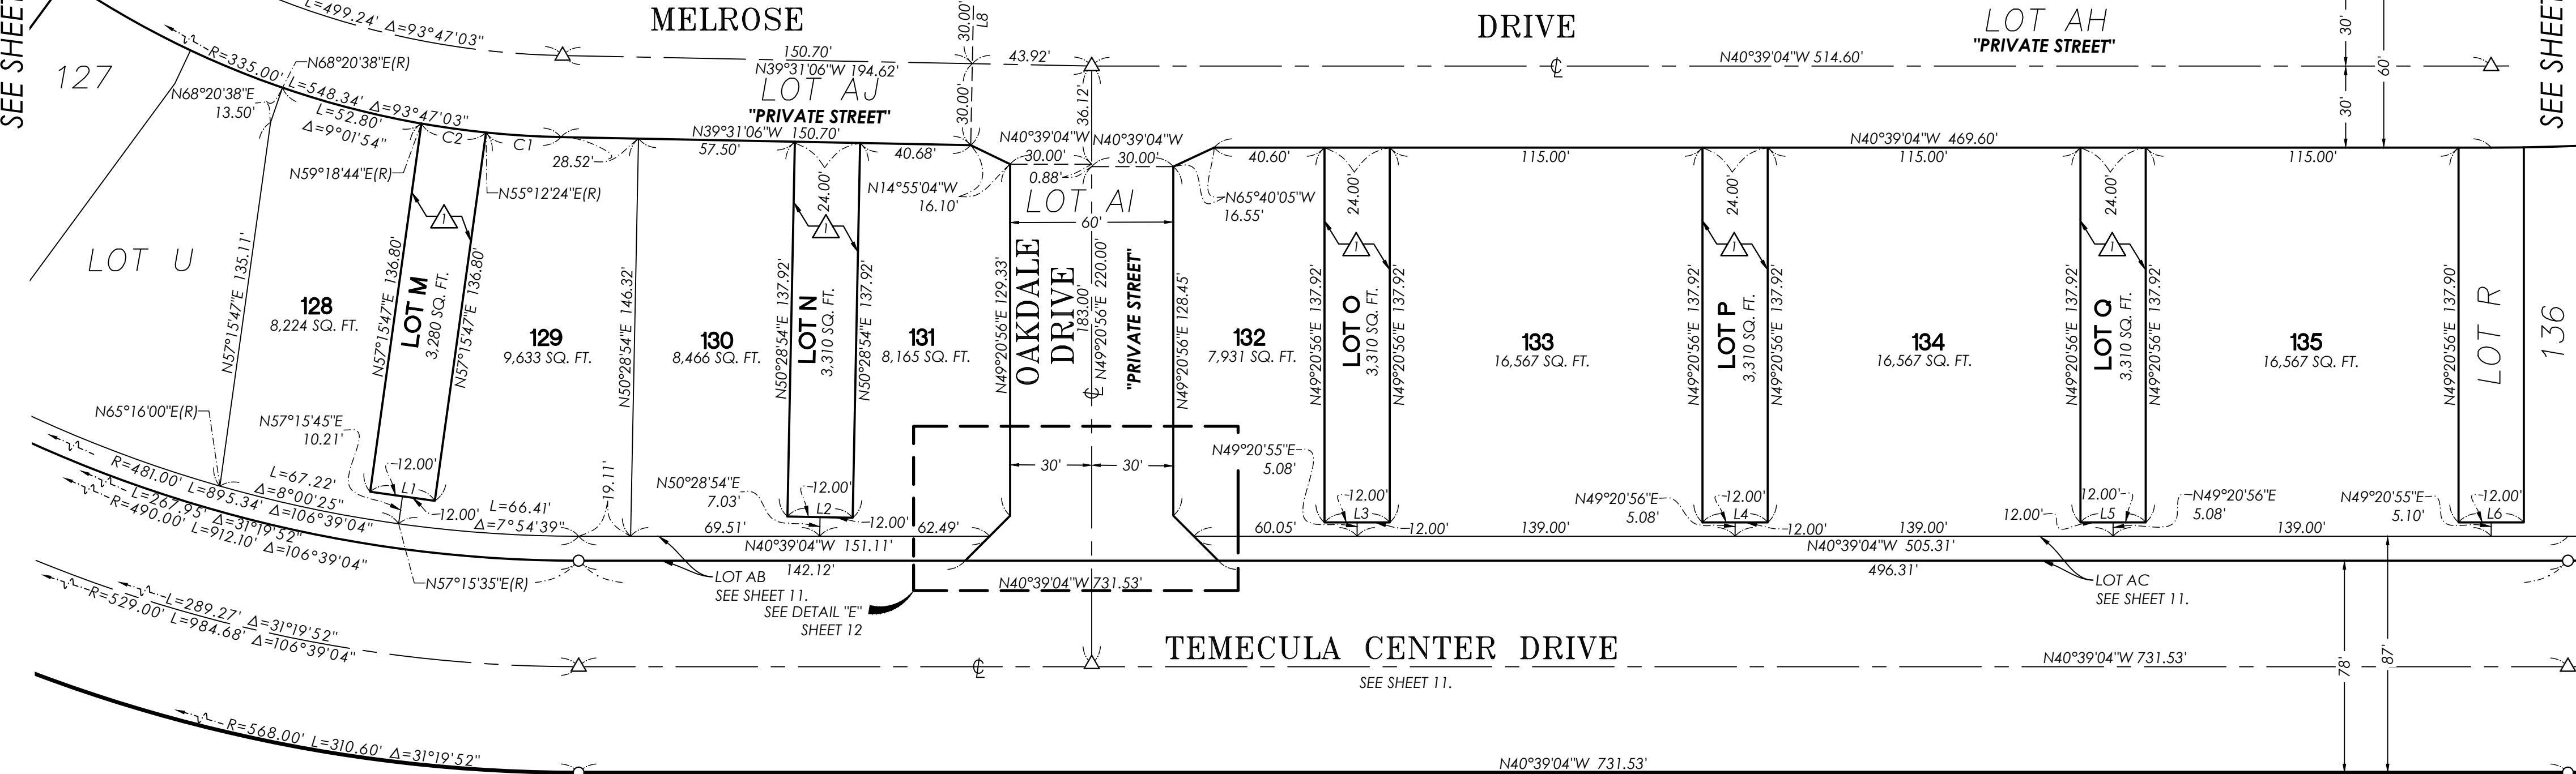 SEE SHEET
L=499.24' Δ=93°47'03"
MELROSE
DRIVE
LOT AH
"PRIVATE STREET"
SEE SHEET
30.00'
L8
150.70'
N39°31'06"W 194.62'
43.92'
N40°39'04"W 514.60'
30'
60'
30'
℄
127
R=335.00' L=548.34' Δ=93°47'03"
N68°20'38"E(R)
N68°20'38"E
13.50'
L=52.80'
Δ=9°01'54"
C2
C1
LOT AJ
"PRIVATE STREET"
N39°31'06"W 150.70'
28.52'
57.50'
40.68'
30.00'
36.12'
N40°39'04"W
30.00'
0.88'
N40°39'04"W
30.00'
40.60'
N40°39'04"W 469.60'
115.00'
115.00'
115.00'
N59°18'44"E(R)
N55°12'24"E(R)
N14°55'04"W
16.10'
N65°40'05"W
16.55'
24.00'
24.00'
24.00'
24.00'
1
1
1
1
1
LOT U
LOT AI
60'
N57°15'47"E 135.11'
128
8,224 SQ. FT.
N57°15'47"E 136.80'
LOT M
3,280 SQ. FT.
N57°15'47"E 136.80'
129
9,633 SQ. FT.
N50°28'54"E 146.32'
130
8,466 SQ. FT.
N50°28'54"E 137.92'
LOT N
3,310 SQ. FT.
N50°28'54"E 137.92'
131
8,165 SQ. FT.
N49°20'56"E 129.33'
OAKDALE
DRIVE
183.00'
℄ N49°20'56"E 220.00'
"PRIVATE STREET"
N49°20'56"E 128.45'
132
7,931 SQ. FT.
N49°20'56"E 137.92'
LOT O
3,310 SQ. FT.
N49°20'56"E 137.92'
133
16,567 SQ. FT.
N49°20'56"E 137.92'
LOT P
3,310 SQ. FT.
N49°20'56"E 137.92'
134
16,567 SQ. FT.
N49°20'56"E 137.92'
LOT Q
3,310 SQ. FT.
N49°20'56"E 137.92'
135
16,567 SQ. FT.
N49°20'56"E 137.90'
LOT R
136
N65°16'00"E(R)
N57°15'45"E
10.21'
12.00'
L1
12.00'
R=481.00' L=895.34' Δ=106°39'04"
L=67.22'
Δ=8°00'25"
L=66.41'
Δ=7°54'39"
19.11'
N50°28'54"E
7.03'
12.00'
L2
12.00'
69.51'
62.49'
N40°39'04"W 151.11'
30'
30'
N49°20'55"E
5.08'
12.00'
L3
12.00'
60.05'
139.00'
N49°20'56"E
5.08'
12.00'
L4
12.00'
139.00'
N40°39'04"W 505.31'
12.00'
12.00'
L5
N49°20'56"E
5.08'
139.00'
N49°20'55"E
5.10'
12.00'
L6
L=267.95' Δ=31°19'52"
R=490.00' L=912.10' Δ=106°39'04"
N57°15'35"E(R)
LOT AB
SEE SHEET 11.
142.12'
SEE DETAIL "E"
SHEET 12
N40°39'04"W 731.53'
496.31'
LOT AC
SEE SHEET 11.
L=289.27' Δ=31°19'52"
R=529.00' L=984.68' Δ=106°39'04"
℄
TEMECULA CENTER DRIVE
SEE SHEET 11.
N40°39'04"W 731.53'
78'
87'
R=568.00' L=310.60' Δ=31°19'52"
N40°39'04"W 731.53'